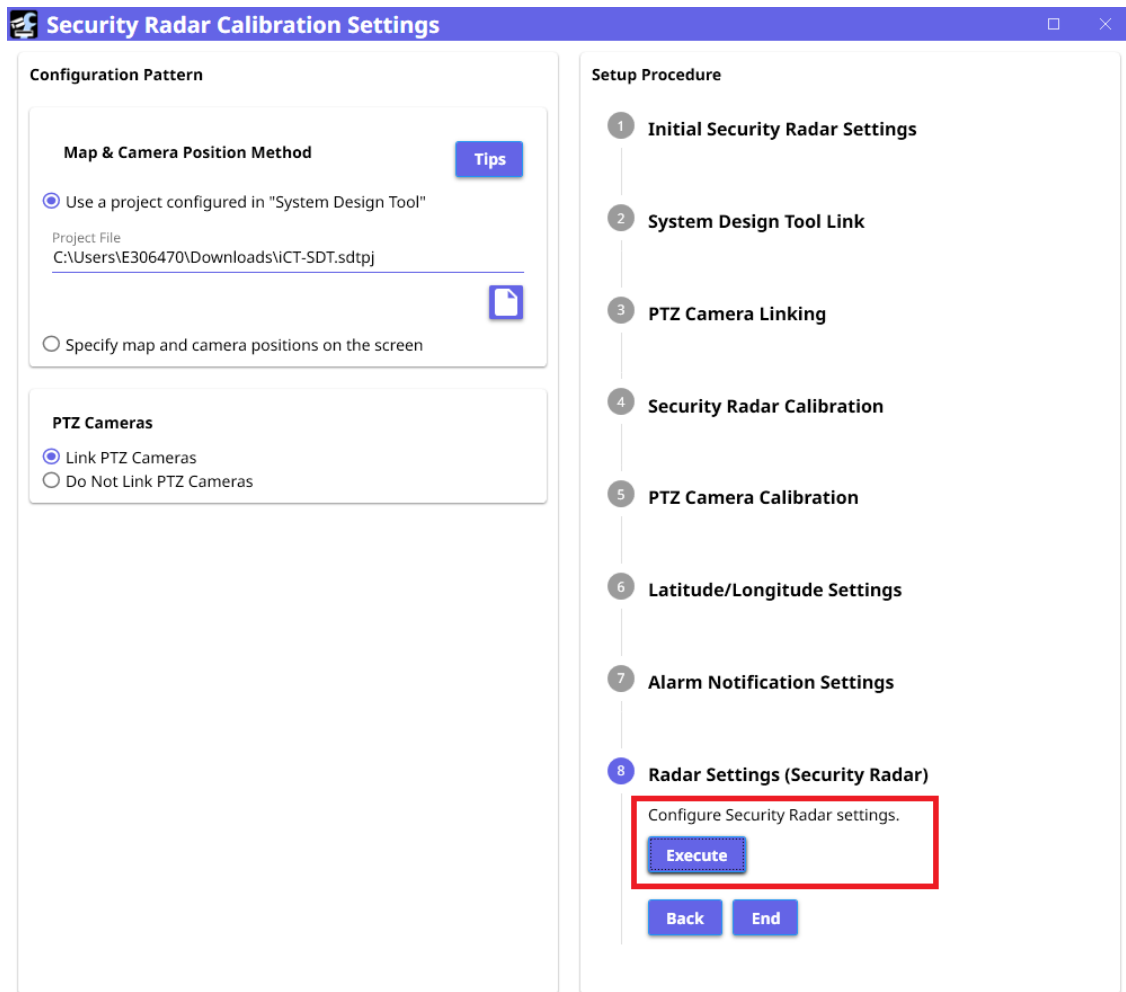 Security Radar Calibration Settings
Configuration Pattern
Map & Camera Position Method
Tips
Use a project configured in "System Design Tool"
Project File
C:\Users\E306470\Downloads\iCT-SDT.sdtpj
Specify map and camera positions on the screen
PTZ Cameras
Link PTZ Cameras
Do Not Link PTZ Cameras
Setup Procedure
1 Initial Security Radar Settings
2 System Design Tool Link
3 PTZ Camera Linking
4 Security Radar Calibration
5 PTZ Camera Calibration
6 Latitude/Longitude Settings
7 Alarm Notification Settings
8 Radar Settings (Security Radar)
Configure Security Radar settings.
Execute
Back End